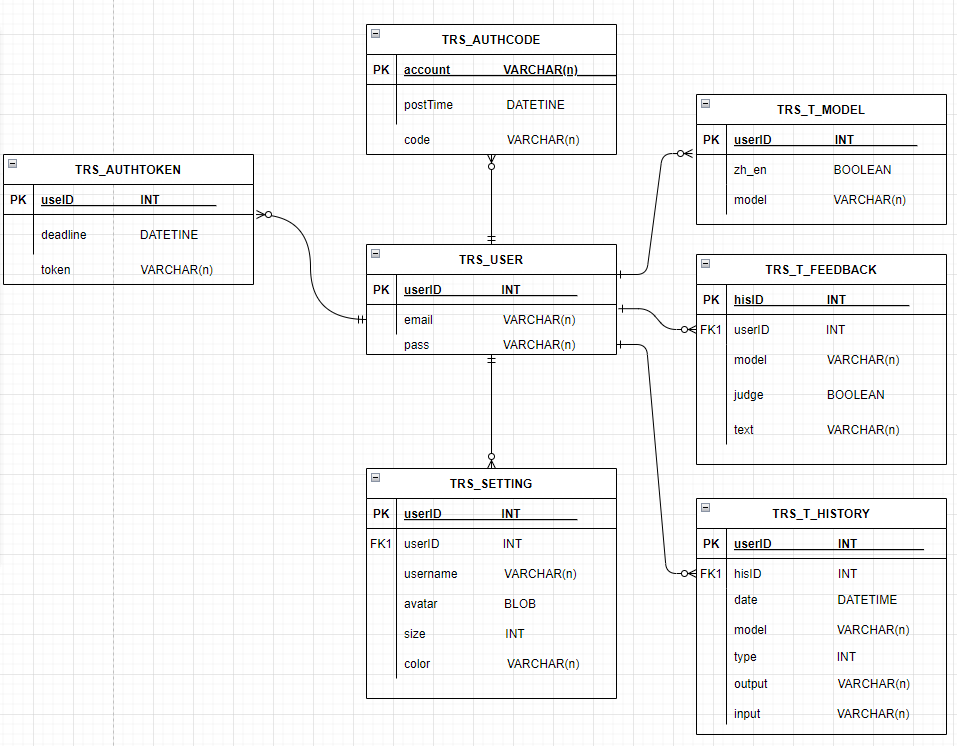 TRS_AUTHCODE
PK account VARCHAR(n)
postTime DATETINE
code VARCHAR(n)
TRS_AUTHTOKEN
PK useID INT
deadline DATETINE
token VARCHAR(n)
TRS_USER
PK userID INT
email VARCHAR(n)
pass VARCHAR(n)
TRS_SETTING
PK userID INT
FK1 userID INT
username VARCHAR(n)
avatar BLOB
size INT
color VARCHAR(n)
TRS_T_MODEL
PK userID INT
zh_en BOOLEAN
model VARCHAR(n)
TRS_T_FEEDBACK
PK hisID INT
FK1 userID INT
model VARCHAR(n)
judge BOOLEAN
text VARCHAR(n)
TRS_T_HISTORY
PK userID INT
FK1 hisID INT
date DATETIME
model VARCHAR(n)
type INT
output VARCHAR(n)
input VARCHAR(n)